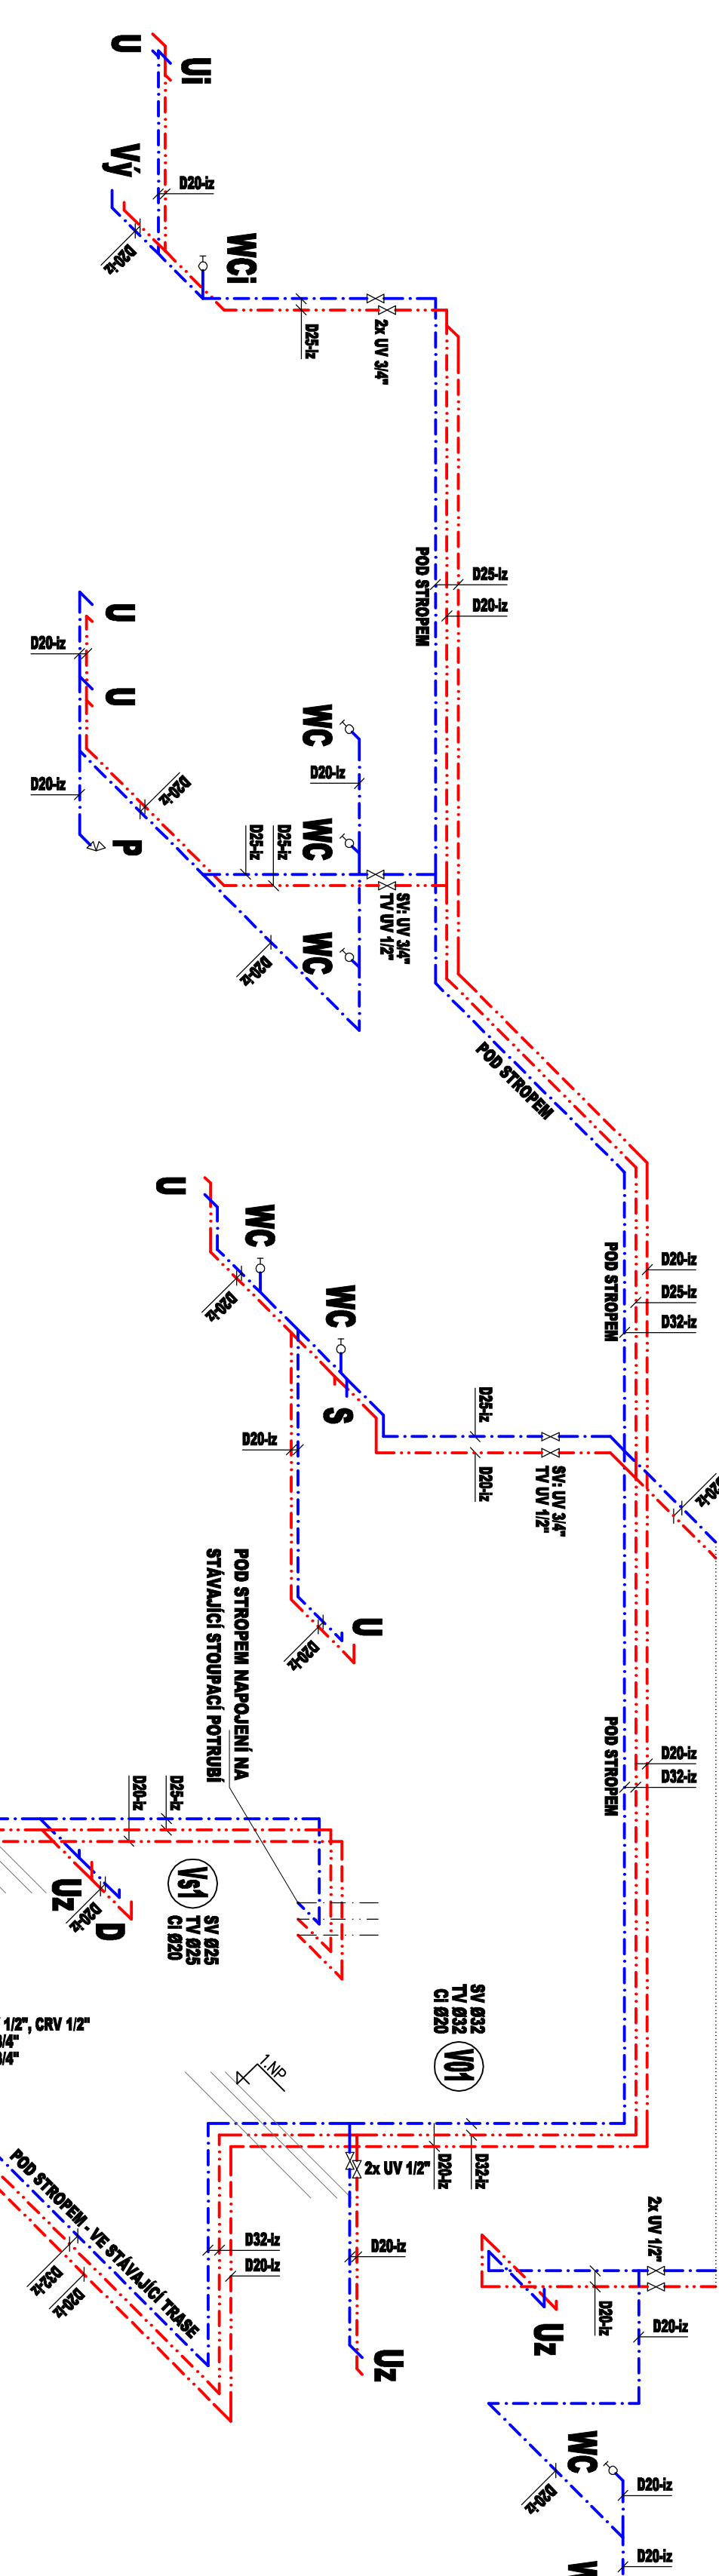 U
Ui
Vý
D20-iz
D20-iz
WCi
D25-iz
2x UV 3/4"
POD STROPEM
D25-iz
D20-iz
U
D20-iz
U
D20-iz
P
D20-iz
WC
D20-iz
WC
WC
D25-iz
D25-iz
SV: UV 3/4"
TV UV 1/2"
D20-iz
POD STROPEM
U
WC
D20-iz
WC
S
D20-iz
D25-iz
D20-iz
SV: UV 3/4"
TV UV 1/2"
POD STROPEM
D20-iz
D25-iz
D32-iz
D20-iz
U
D20-iz
POD STROPEM NAPOJENÍ NA
STÁVAJÍCÍ STOUPACÍ POTRUBÍ
POD STROPEM
D20-iz
D32-iz
D25-iz
D20-iz
Vs1
SV Ø25
TV Ø25
Ci Ø20
Uz
D20-iz
D
SV Ø32
TV Ø32
Ci Ø20
V01
1/2", CRV 1/2"
3/4"
3/4"
1.NP
2x UV 1/2"
D20-iz
D32-iz
POD STROPEM - VE STÁVAJÍCÍ TRASE
D32-iz
D20-iz
D32-iz
D20-iz
D20-iz
Uz
2x UV 1/2"
D20-iz
Uz
D20-iz
WC
D20-iz
D20-iz
D20-iz